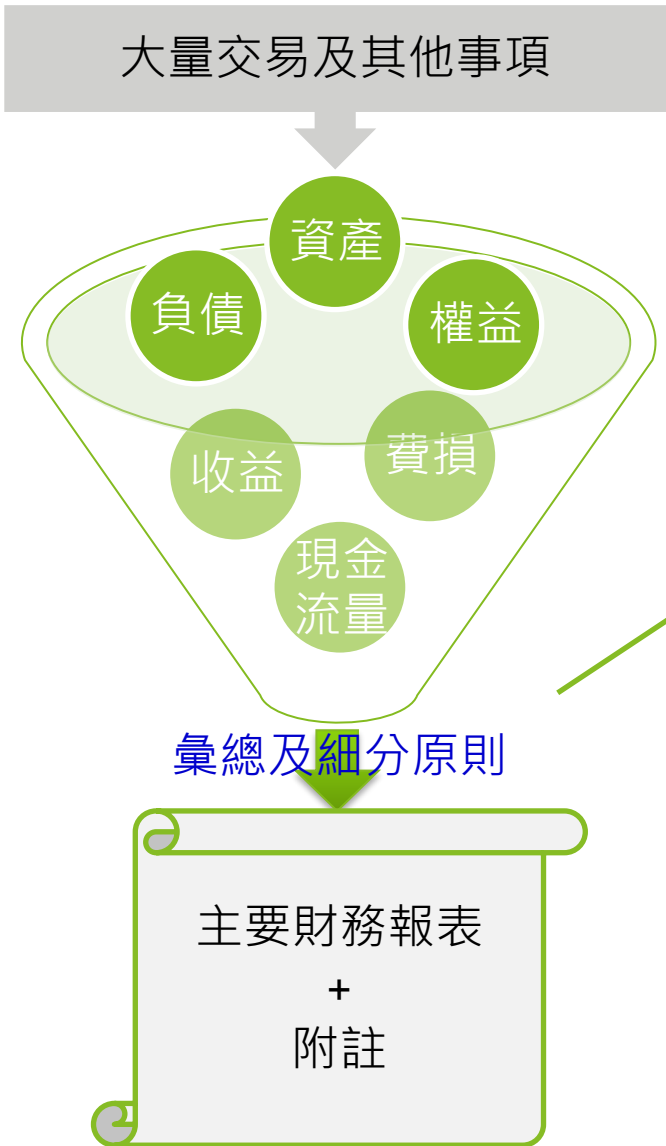 大量交易及其他事項
資產
負債
權益
收益
費損
現金
流量
彙總及細分原則
主要財務報表
+
附註